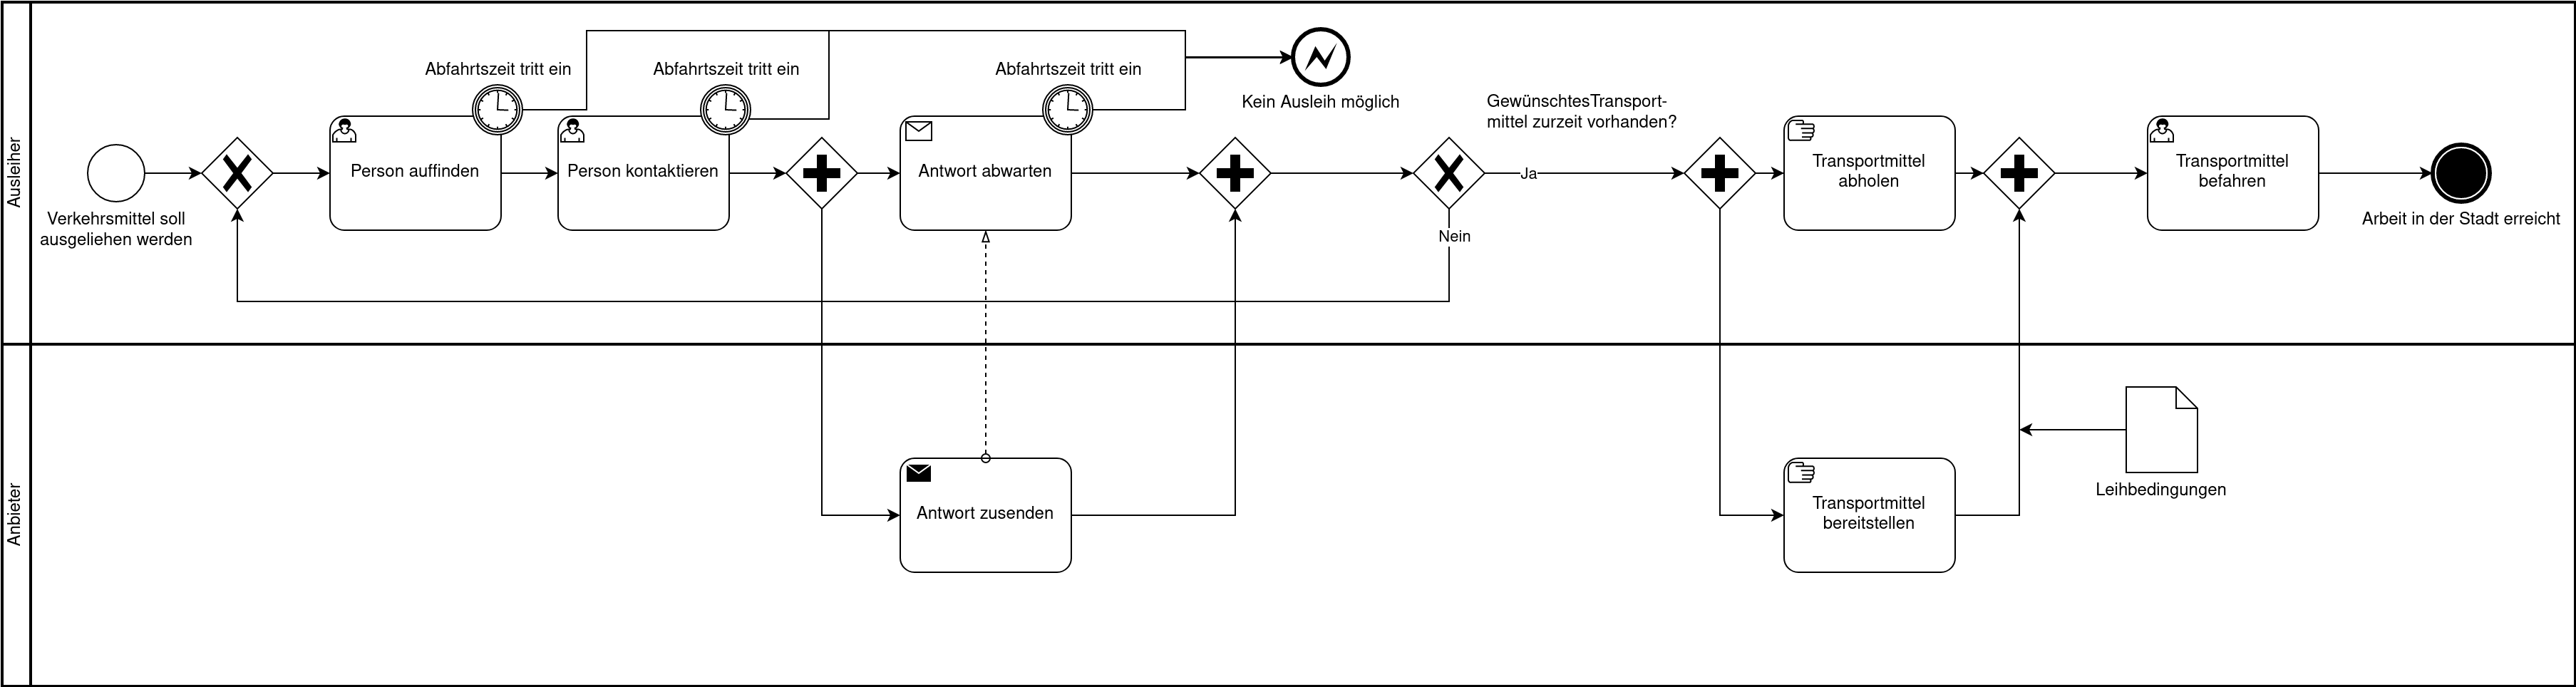 Ausleiher
Verkehrsmittel soll
ausgeliehen werden
Abfahrtszeit tritt ein
Person auffinden
Abfahrtszeit tritt ein
Person kontaktieren
Abfahrtszeit tritt ein
Antwort abwarten
Kein Ausleih möglich
GewünschtesTransport-
mittel zurzeit vorhanden?
Ja
Nein
Transportmittel
abholen
Transportmittel
befahren
Arbeit in der Stadt erreicht
Anbieter
Antwort zusenden
Transportmittel
bereitstellen
Leihbedingungen